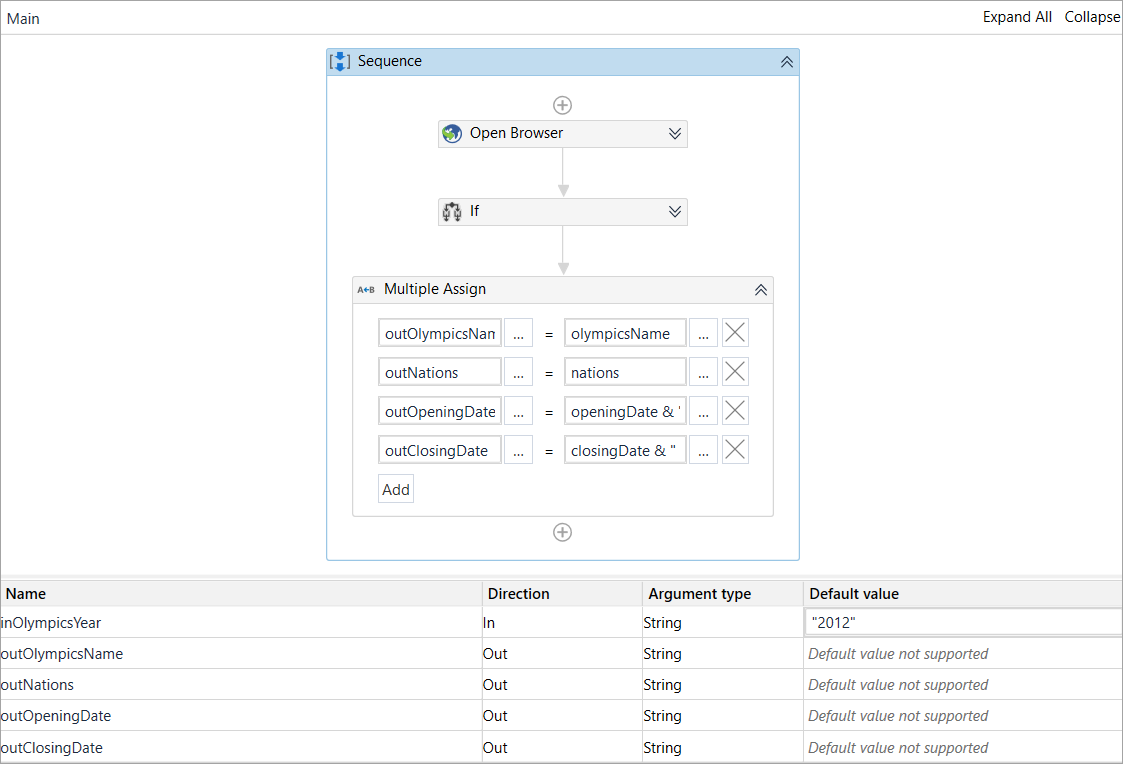 Main Expand All Collapse
Sequence
Open Browser
If
A+B Multiple Assign
outOlympicsNam ... = olympicsName ...
outNations ... = nations ...
outOpeningDate ... = openingDate & " ...
outClosingDate ... = closingDate & " ...
Add
Name Direction Argument type Default value
inOlympicsYear In String "2012"
outOlympicsName Out String Default value not supported
outNations Out String Default value not supported
outOpeningDate Out String Default value not supported
outClosingDate Out String Default value not supported